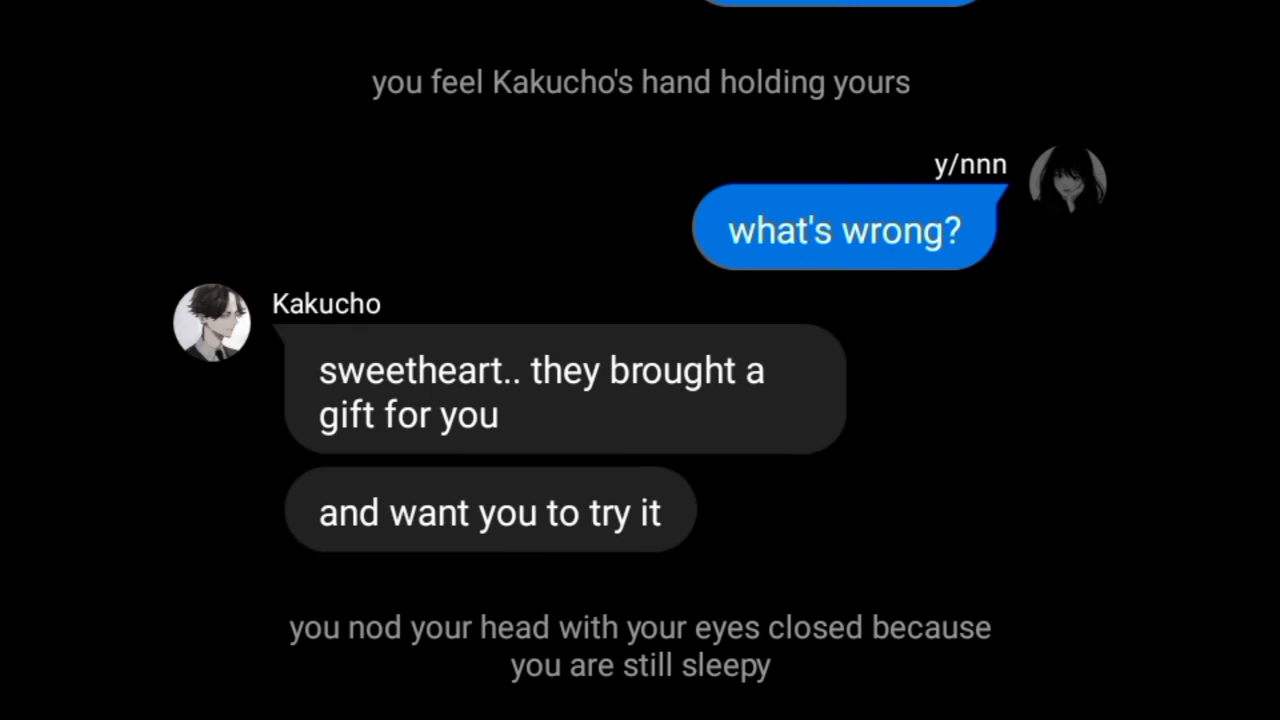 you feel Kakucho's hand holding yours
y/nnn
what's wrong?
Kakucho
sweetheart.. they brought a
gift for you
and want you to try it
you nod your head with your eyes closed because
you are still sleepy